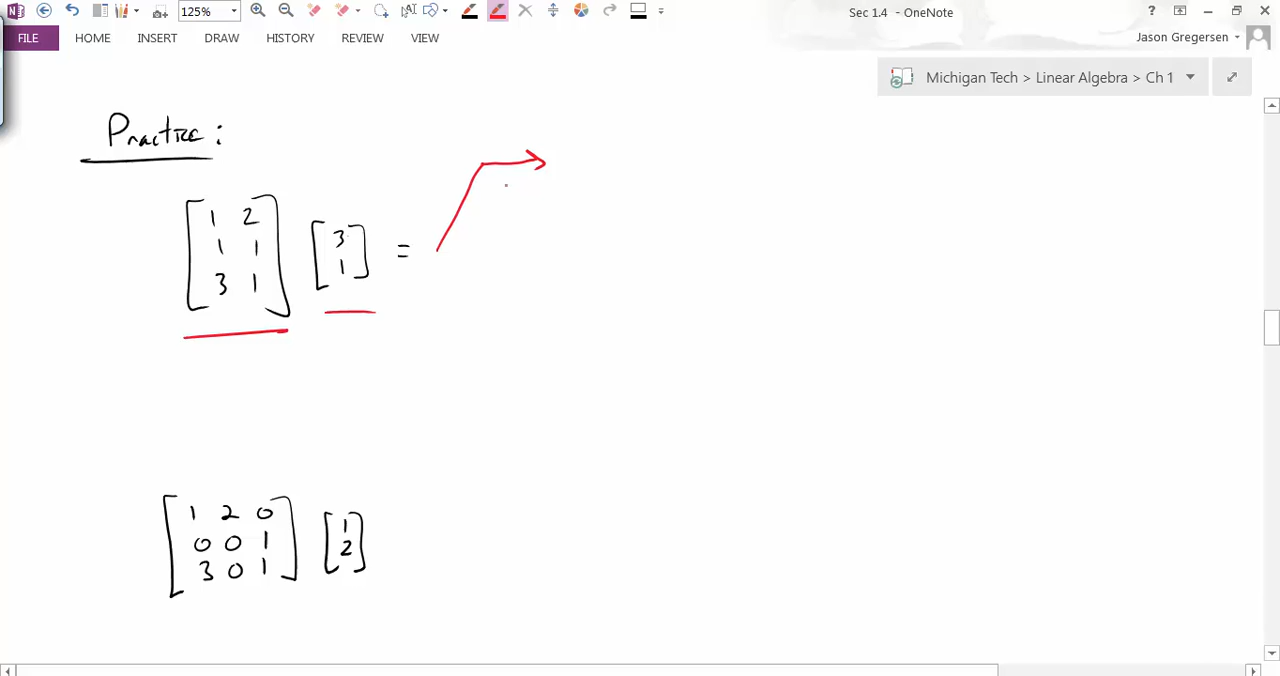 125%
Sec 1.4 - OneNote
?
FILE HOME INSERT DRAW HISTORY REVIEW VIEW
Jason Gregersen
Michigan Tech > Linear Algebra > Ch 1
Practice:
1 2
1 1
3 1
3
1
=
1 2 0
0 0 1
3 0 1
1
2